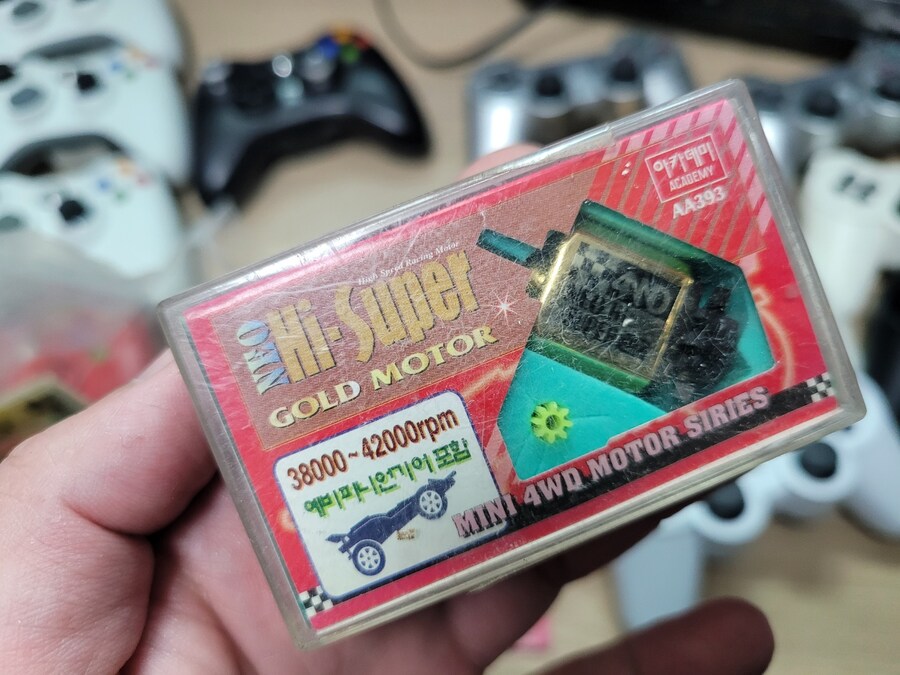 아카데미
ACADEMY
AA393
High Speed Racing Motor
NEO
Hi-Super
GOLD MOTOR
38000~42000rpm
예비피니언기어 포함
MINI 4WD MOTOR SIRIES